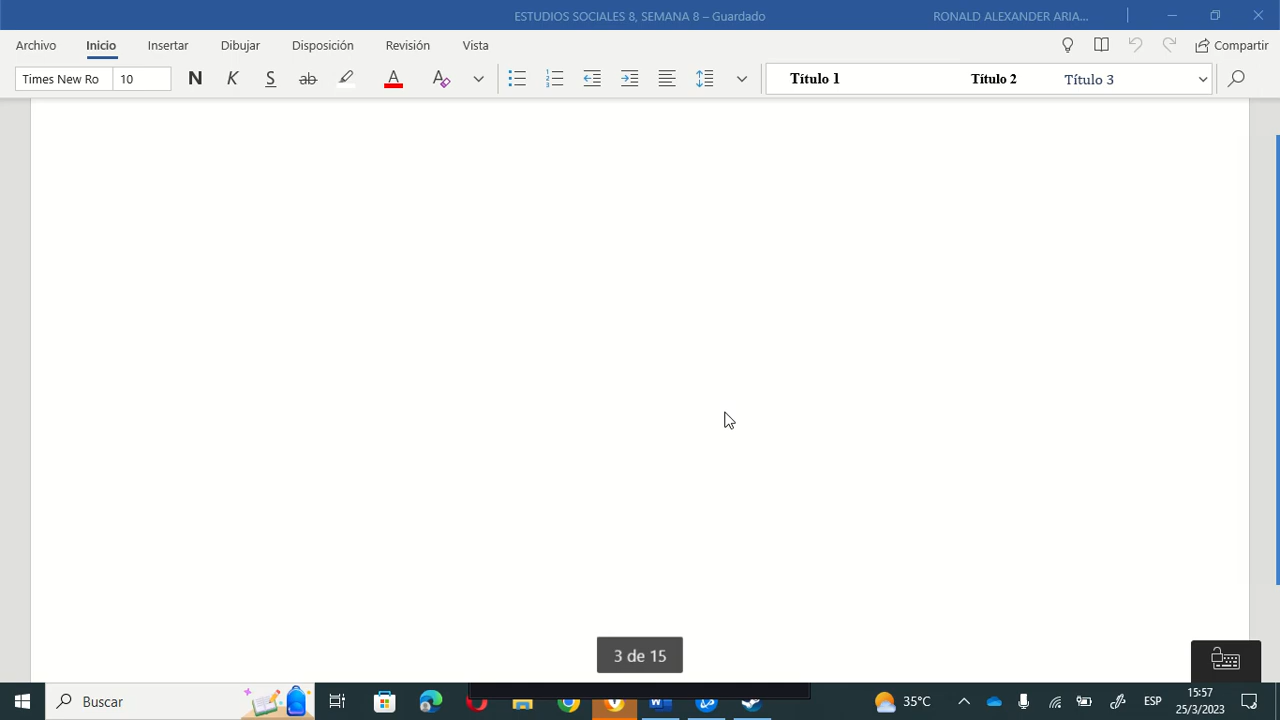 ESTUDIOS SOCIALES 8, SEMANA 8 – Guardado
RONALD ALEXANDER ARIA...
Archivo Inicio Insertar Dibujar Disposición Revisión Vista Compartir
Times New Ro 10 N K S ab A A Título 1 Título 2 Título 3
3 de 15
Buscar 35°C ESP 15:57
25/3/2023